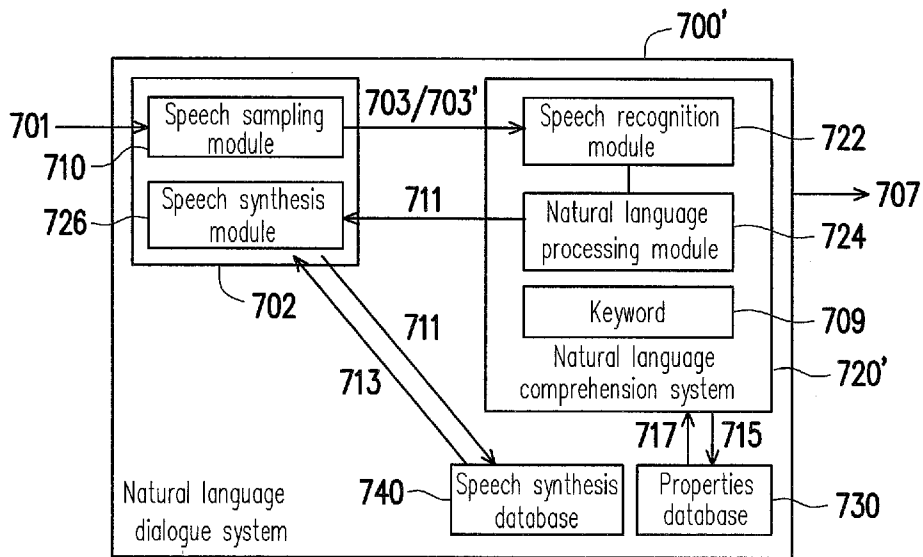 700'
701
710
Speech sampling
module
703/703'
Speech recognition
module
722
707
726
Speech synthesis
module
711
Natural language
processing module
724
702
711
713
Keyword
709
Natural language
comprehension system
720'
717
715
Natural language
dialogue system
740
Speech synthesis
database
Properties
database
730